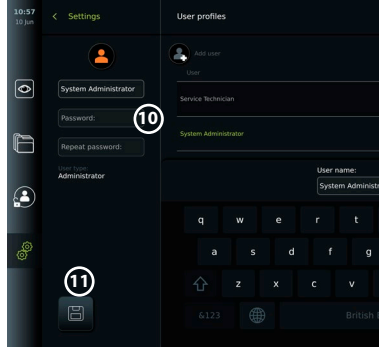 10:57
10 Jun
Settings
System Administrator
Password:
10
Repeat password:
User type:
Administrator
11
User profiles
Add user
User
Service Technician
System Administrator
User name:
System Administr
q w e r t
a s d f g
z x c v
&123
British